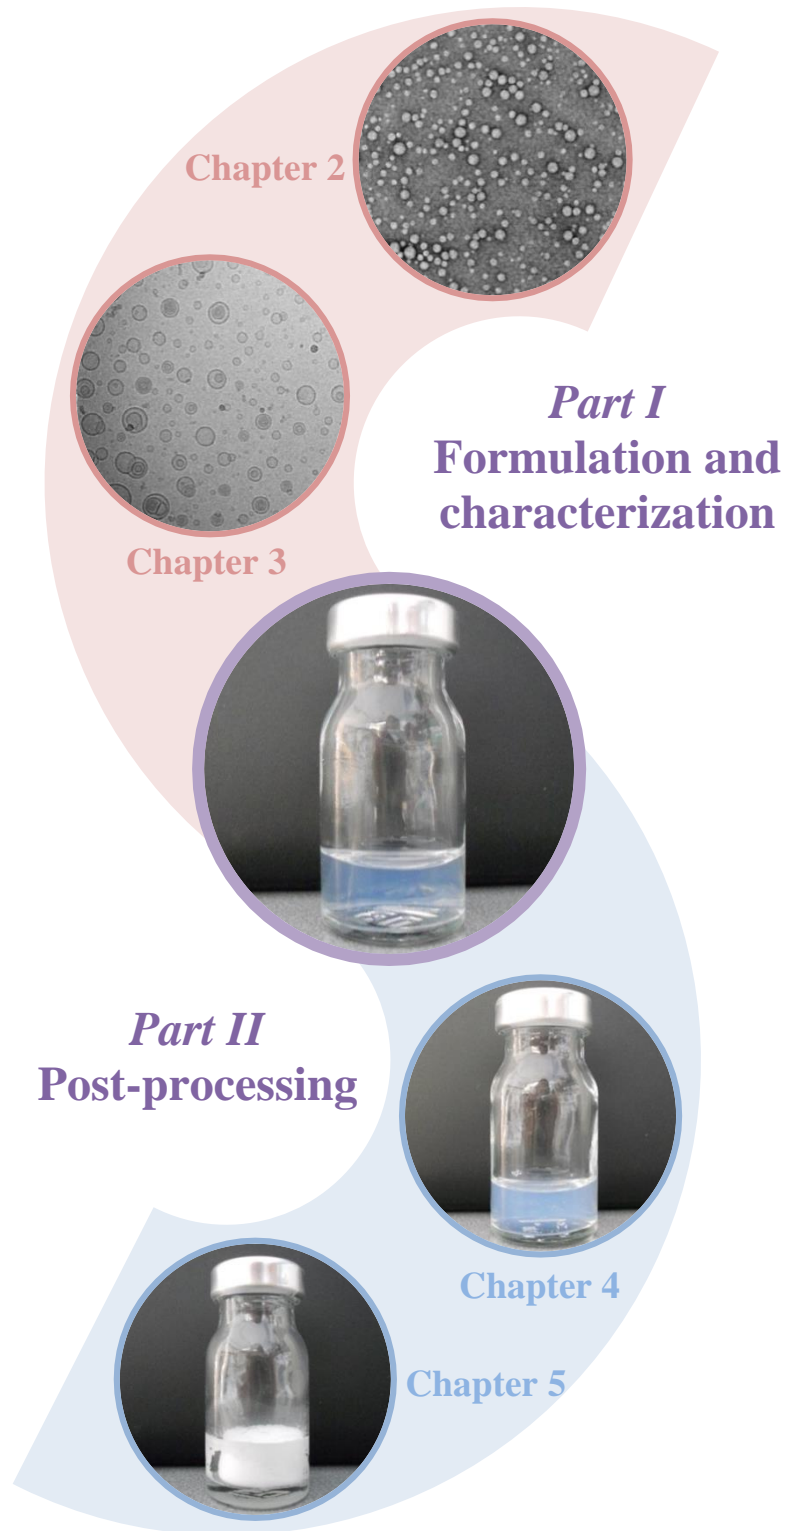 Chapter 2
Part I
Formulation and
characterization
Chapter 3
Part II
Post-processing
Chapter 4
Chapter 5